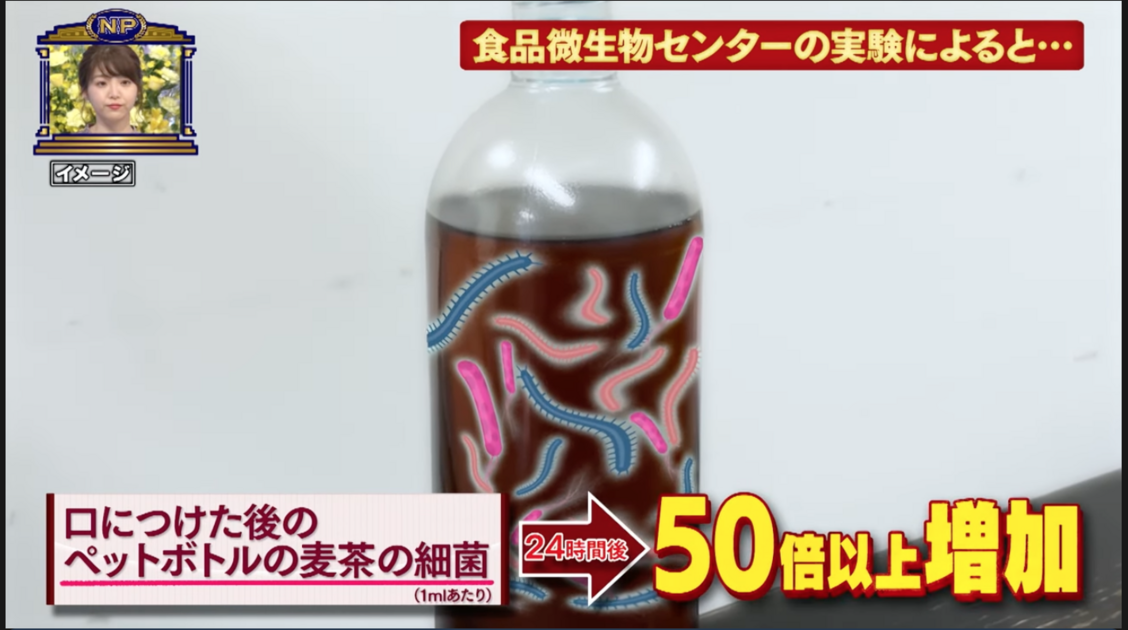 NP
食品微生物センターの実験によると…
イメージ
口につけた後の
ペットボトルの麦茶の細菌
(1mlあたり)
24時間後
50倍以上増加